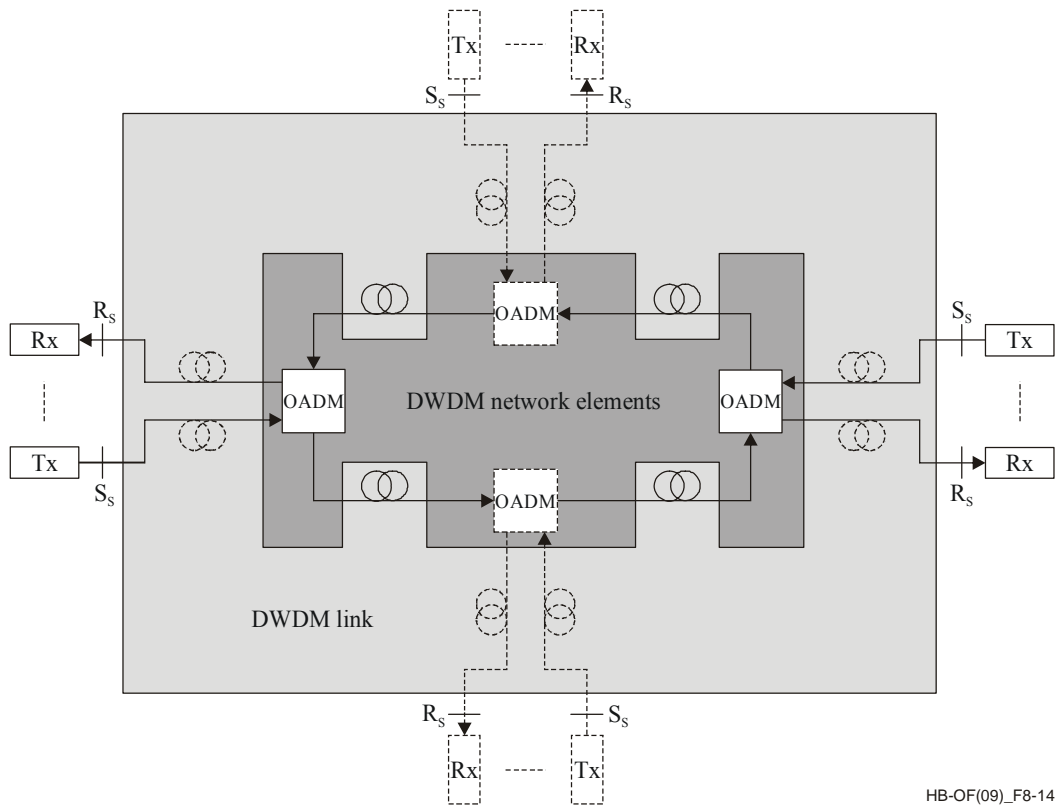 Tx
Rx
S_S
R_S
OADM
R_S
Rx
S_S
Tx
OADM
DWDM network elements
OADM
Tx
S_S
Rx
R_S
OADM
DWDM link
R_S
S_S
Rx
Tx
HB-OF(09)_F8-14